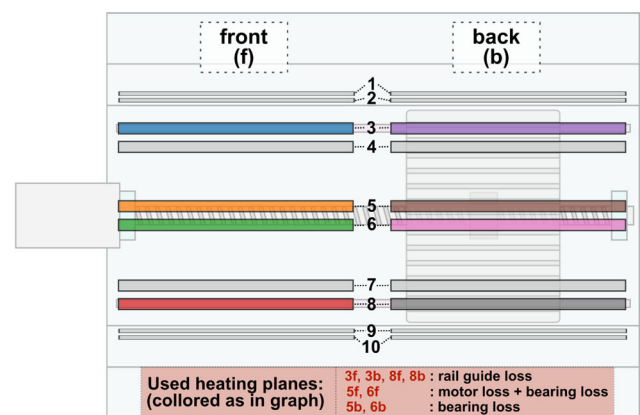 front
(f)
back
(b)
1
2
3
4
5
6
7
8
9
10
Used heating planes:
(collored as in graph)
3f, 3b, 8f, 8b : rail guide loss
5f, 6f : motor loss + bearing loss
5b, 6b : bearing loss